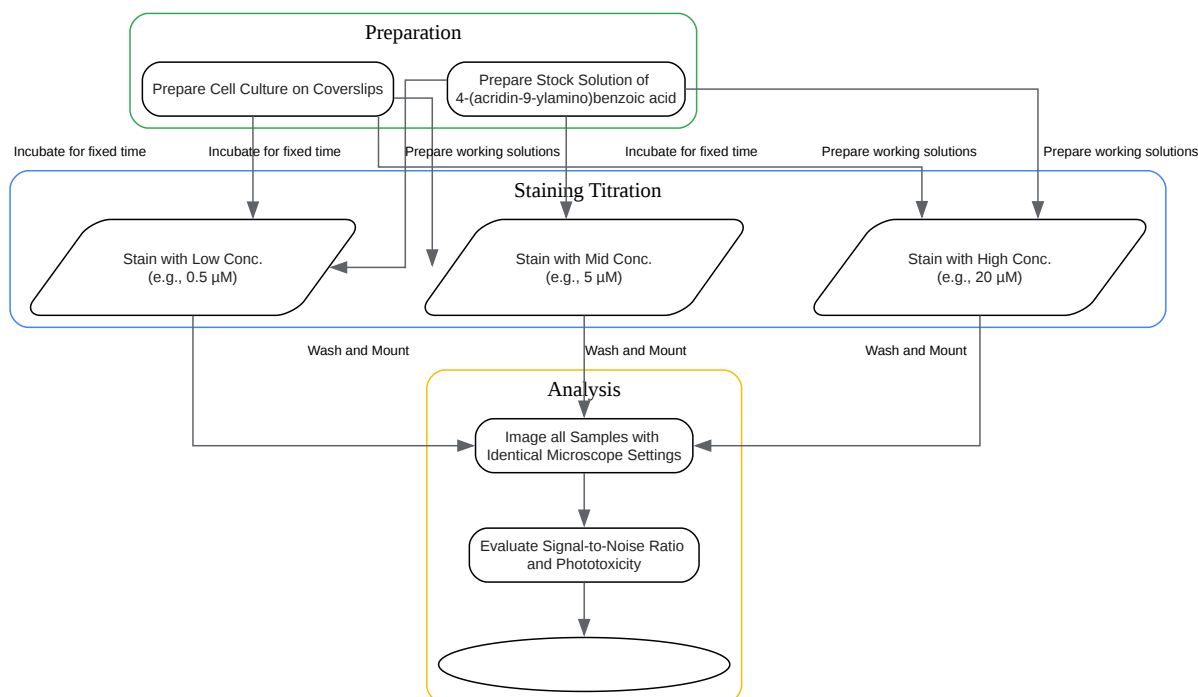 Preparation
Prepare Cell Culture on Coverslips
Prepare Stock Solution of
4-(acridin-9-ylamino)benzoic acid
Incubate for fixed time
Incubate for fixed time
Prepare working solutions
Incubate for fixed time
Prepare working solutions
Prepare working solutions
Staining Titration
Stain with Low Conc.
(e.g., 0.5 µM)
Stain with Mid Conc.
(e.g., 5 µM)
Stain with High Conc.
(e.g., 20 µM)
Wash and Mount
Wash and Mount
Wash and Mount
Analysis
Image all Samples with
Identical Microscope Settings
Evaluate Signal-to-Noise Ratio
and Phototoxicity